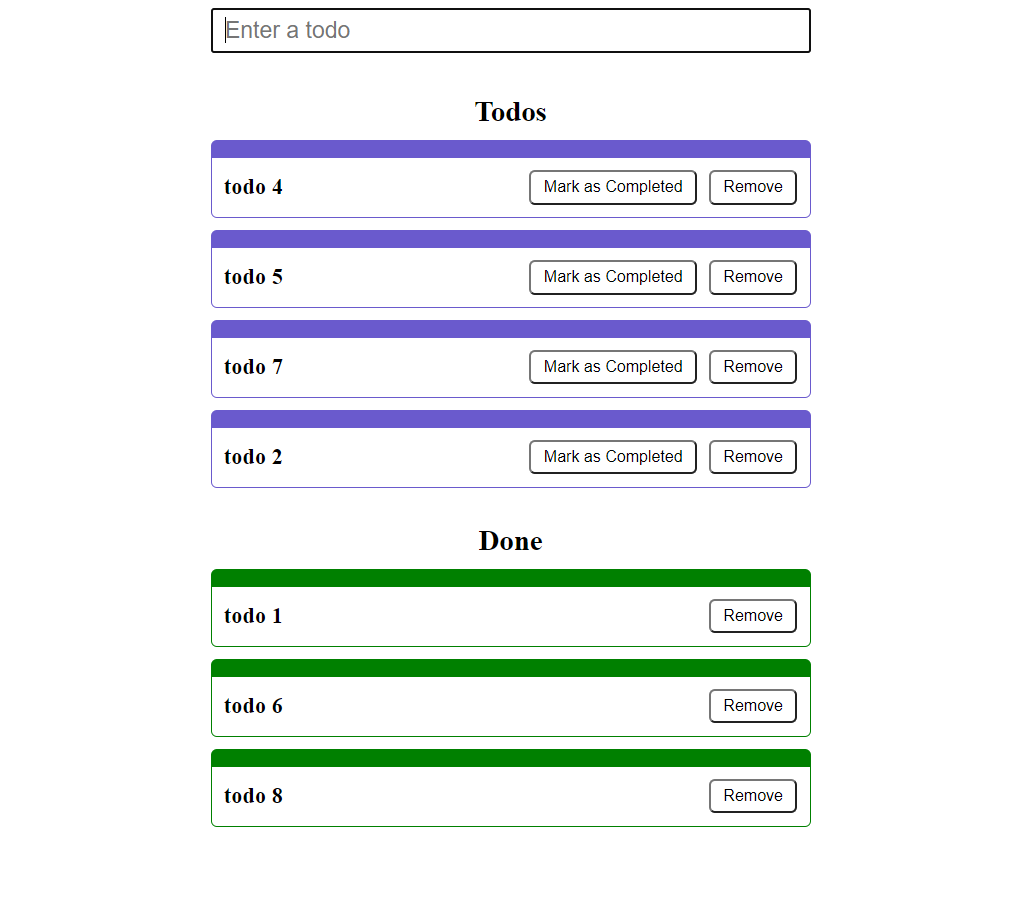 Enter a todo
Todos
todo 4 Mark as Completed Remove
todo 5 Mark as Completed Remove
todo 7 Mark as Completed Remove
todo 2 Mark as Completed Remove
Done
todo 1 Remove
todo 6 Remove
todo 8 Remove